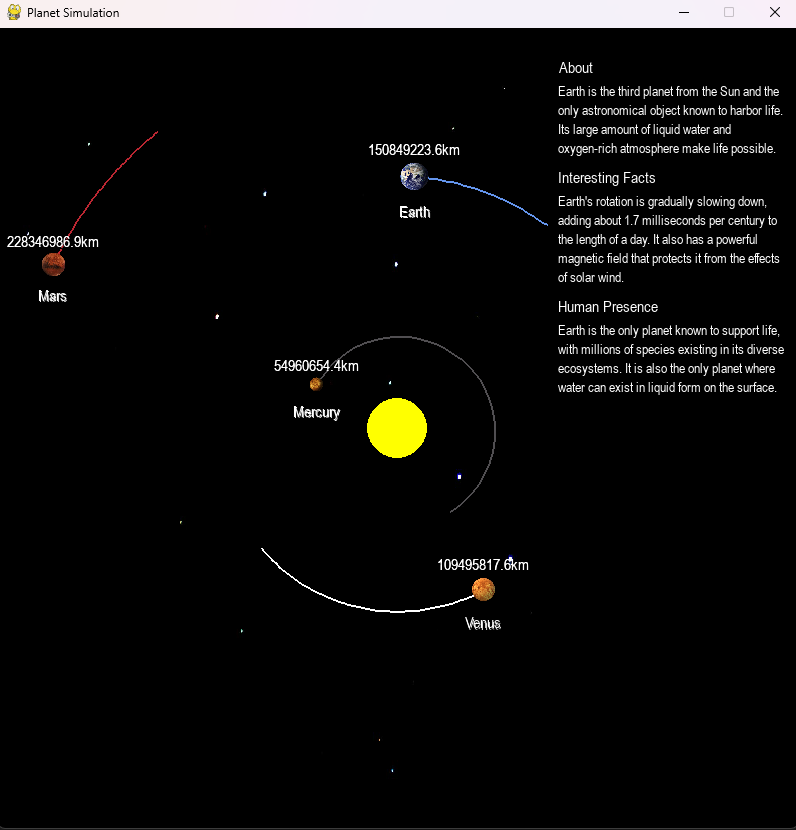 Planet Simulation
About
Earth is the third planet from the Sun and the
only astronomical object known to harbor life.
Its large amount of liquid water and
oxygen-rich atmosphere make life possible.
Interesting Facts
Earth's rotation is gradually slowing down,
adding about 1.7 milliseconds per century to
the length of a day. It also has a powerful
magnetic field that protects it from the effects
of solar wind.
Human Presence
Earth is the only planet known to support life,
with millions of species existing in its diverse
ecosystems. It is also the only planet where
water can exist in liquid form on the surface.
150849223.6km
Earth
228346986.9km
Mars
54960654.4km
Mercury
109495817.6km
Venus